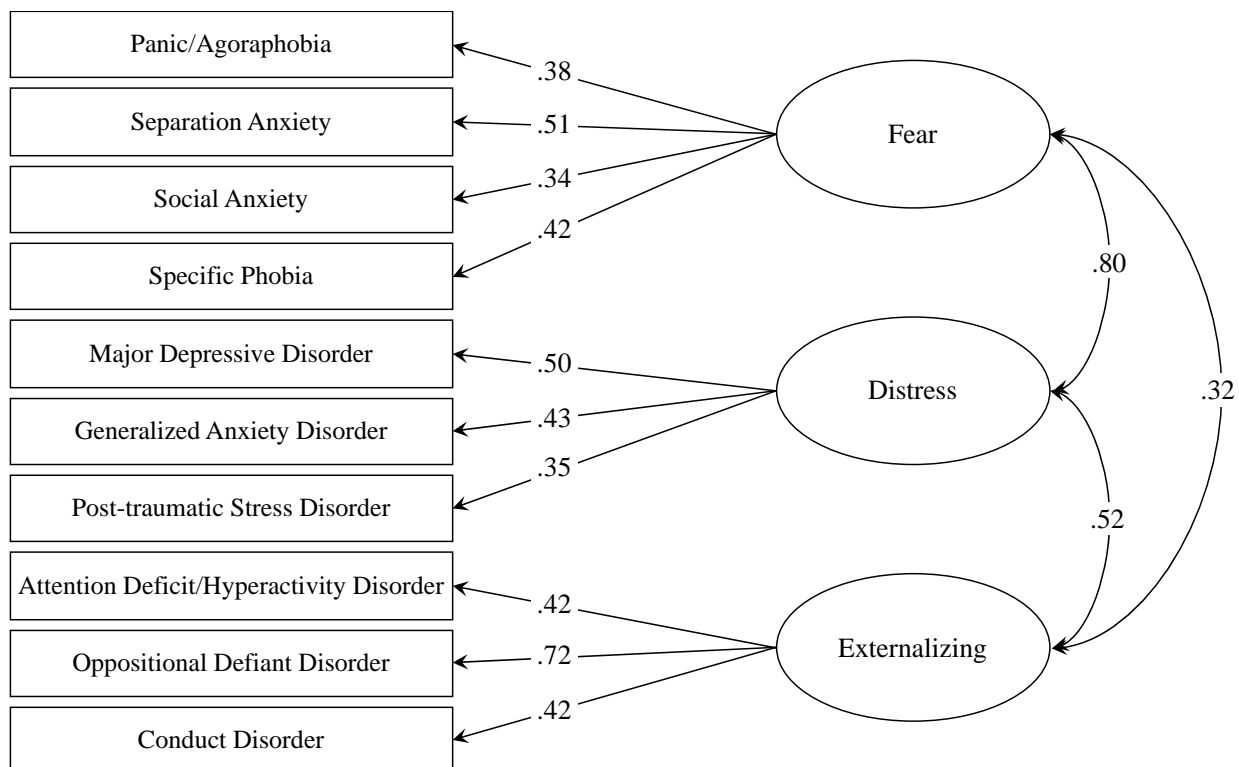 Panic/Agoraphobia
Separation Anxiety
Social Anxiety
Specific Phobia
Major Depressive Disorder
Generalized Anxiety Disorder
Post-traumatic Stress Disorder
Attention Deficit/Hyperactivity Disorder
Oppositional Defiant Disorder
Conduct Disorder
.38
.51
.34
.42
.50
.43
.35
.42
.72
.42
Fear
Distress
Externalizing
.80
.52
.32